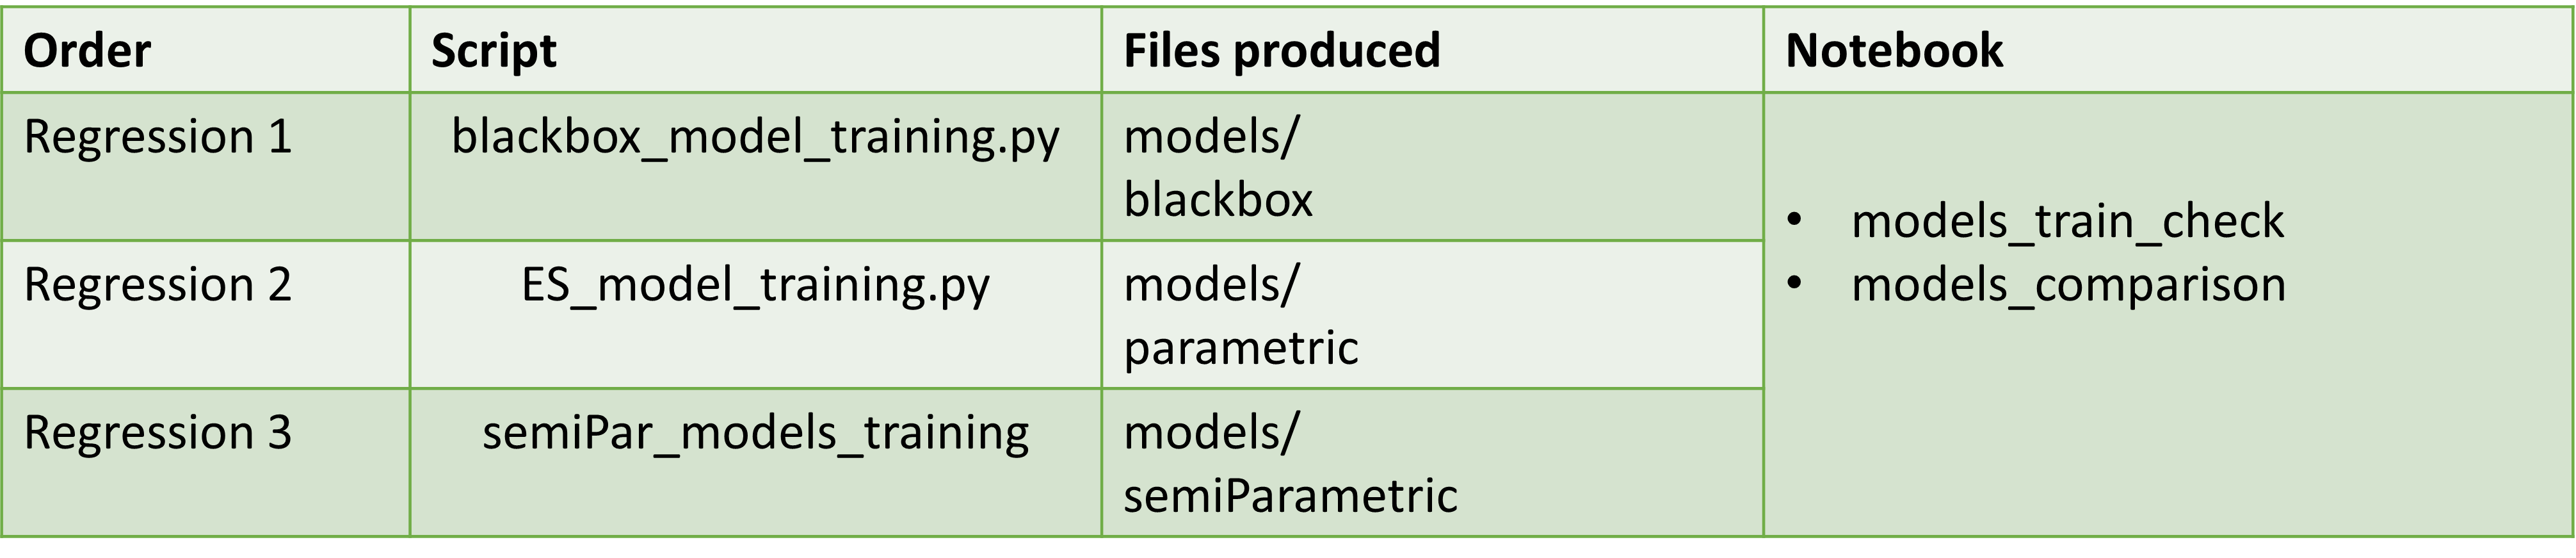 Order Script Files produced Notebook
Regression 1 blackbox_model_training.py models/
blackbox
Regression 2 ES_model_training.py models/
parametric
Regression 3 semiPar_models_training models/
semiParametric
• models_train_check
• models_comparison